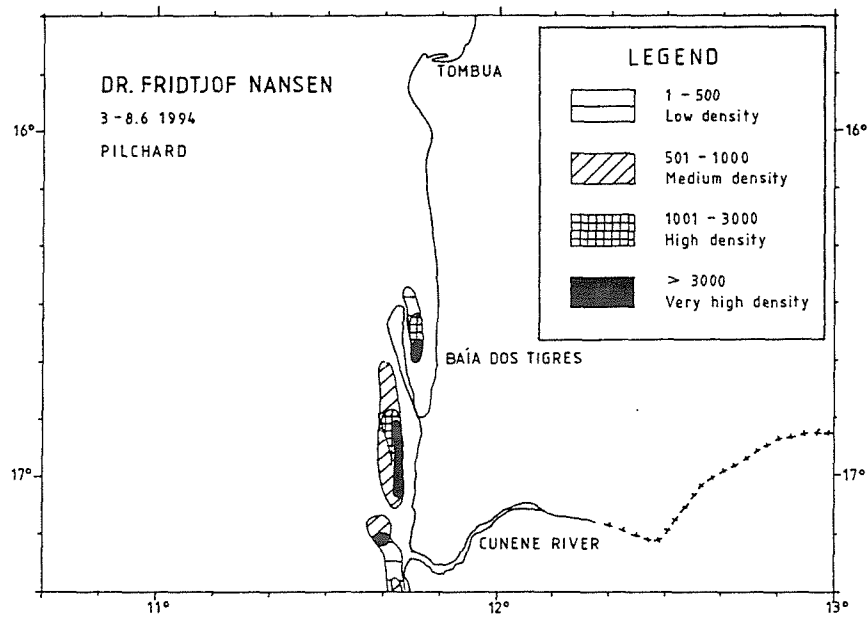 DR. FRIDTJOF NANSEN
3-8.6 1994
PILCHARD
TOMBUA
LEGEND
1 - 500
Low density
501 - 1000
Medium density
1001 - 3000
High density
> 3000
Very high density
16°
16°
BAÍA DOS TIGRES
17°
17°
CUNENE RIVER
11°
12°
13°